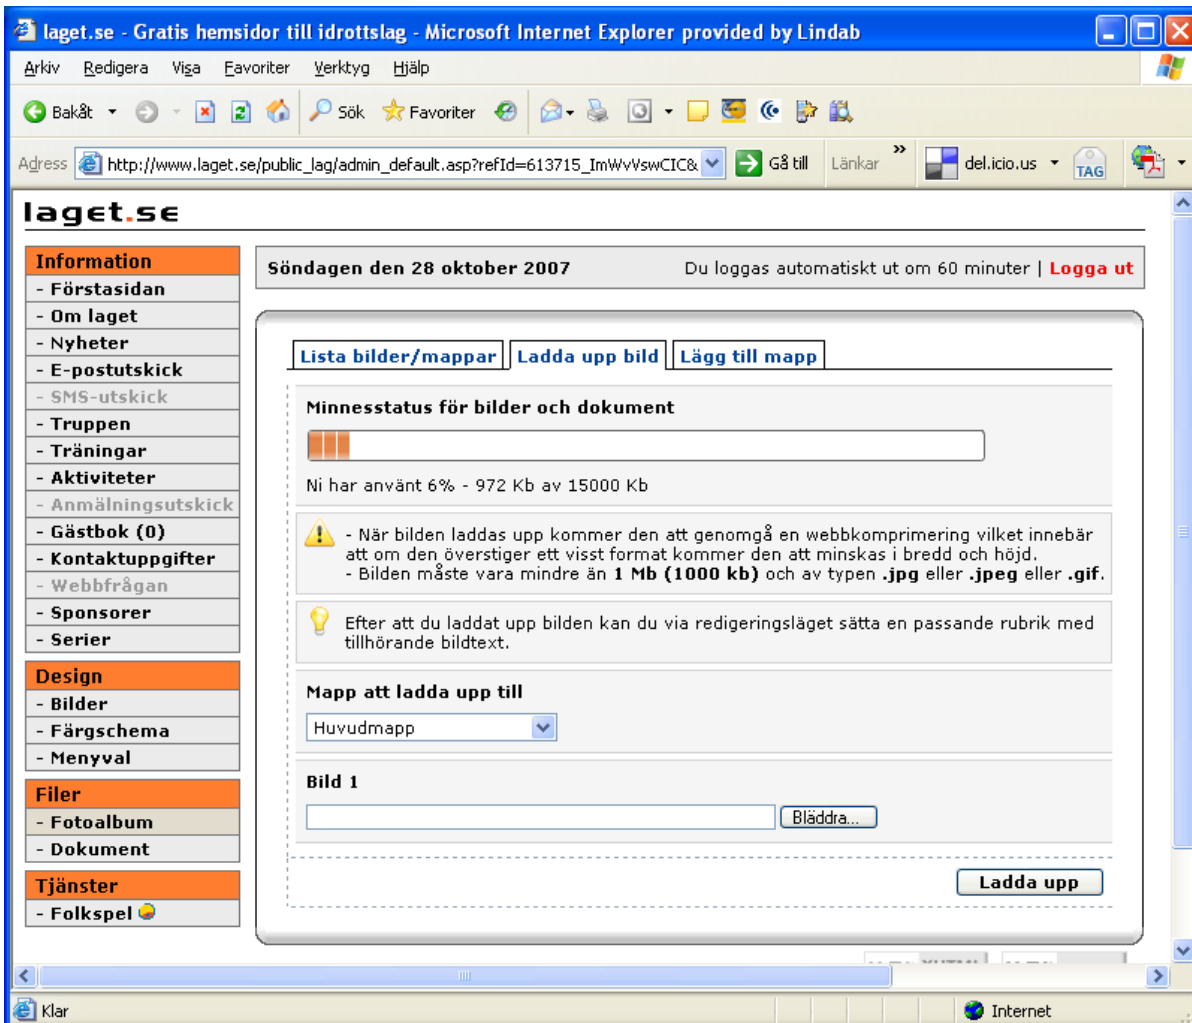 laget.se - Gratis hemsidor till idrottslag - Microsoft Internet Explorer provided by Lindab
Arkiv Redigera Visa Favoriter Verktyg Hjälp
Bakåt Sök Favoriter
Adress http://www.laget.se/public_lag/admin_default.asp?refId=613715_ImWvVswCIC& Gå till Länkar » del.icio.us TAG
laget.se
Information
- Förstasidan
- Om laget
- Nyheter
- E-postutskick
- SMS-utskick
- Truppen
- Träningar
- Aktiviteter
- Anmälningsutskick
- Gästbok (0)
- Kontaktuppgifter
- Webbfrågan
- Sponsorer
- Serier
Design
- Bilder
- Färgschema
- Menyval
Filer
- Fotoalbum
- Dokument
Tjänster
- Folkspel
Söndagen den 28 oktober 2007 Du loggas automatiskt ut om 60 minuter | Logga ut
Lista bilder/mappar Ladda upp bild Lägg till mapp
Minnesstatus för bilder och dokument
Ni har använt 6% - 972 Kb av 15000 Kb
- När bilden laddas upp kommer den att genomgå en webbkomprimering vilket innebär
att om den överstiger ett visst format kommer den att minskas i bredd och höjd.
- Bilden måste vara mindre än 1 Mb (1000 kb) och av typen .jpg eller .jpeg eller .gif.
Efter att du laddat upp bilden kan du via redigeringsläget sätta en passande rubrik med
tillhörande bildtext.
Mapp att ladda upp till
Huvudmapp
Bild 1
Bläddra...
Ladda upp
Klar Internet